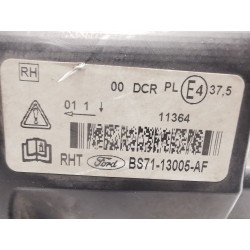 RH
00 DCR PL E4 37,5
01 1
11364
RHT Ford BS71-13005-AF